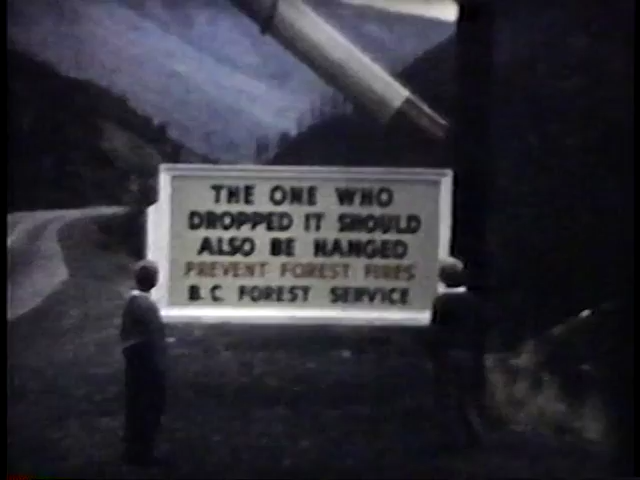 THE ONE WHO
DROPPED IT SHOULD
ALSO BE HANGED
PREVENT FOREST FIRES
B.C. FOREST SERVICE